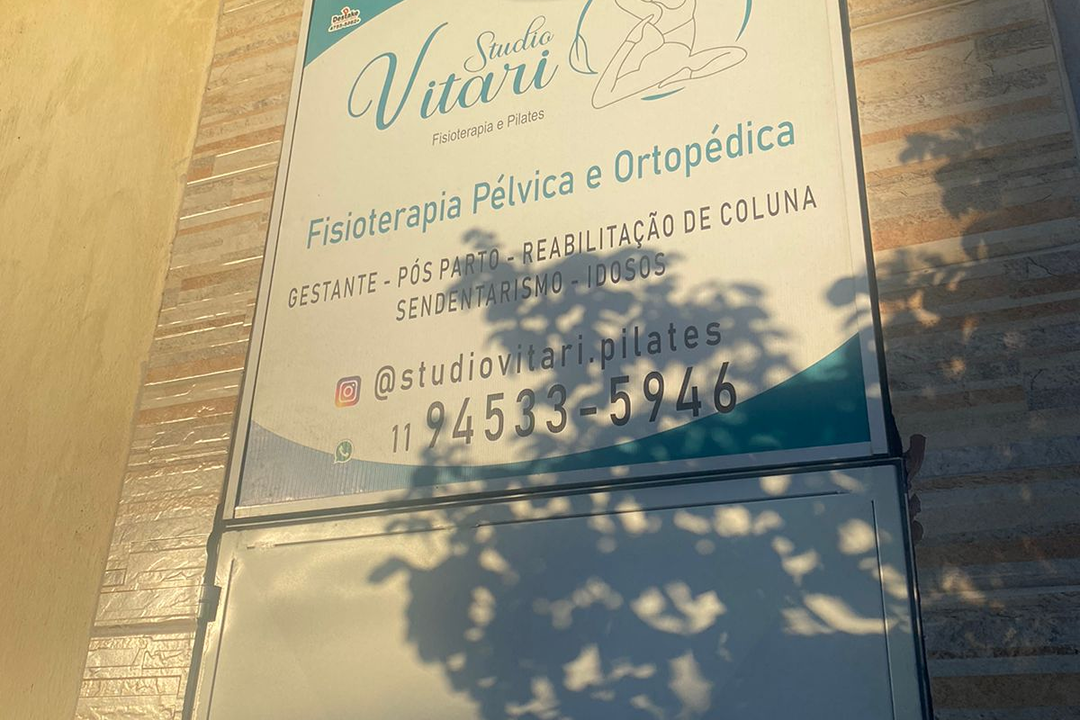 Destake
Studio
Vitari
Fisioterapia e Pilates
Fisioterapia Pélvica e Ortopédica
GESTANTE - PÓS PARTO - REABILITAÇÃO DE COLUNA
SENDENTARISMO - IDOSOS
@studiovitari.pilates
11 94533-5946